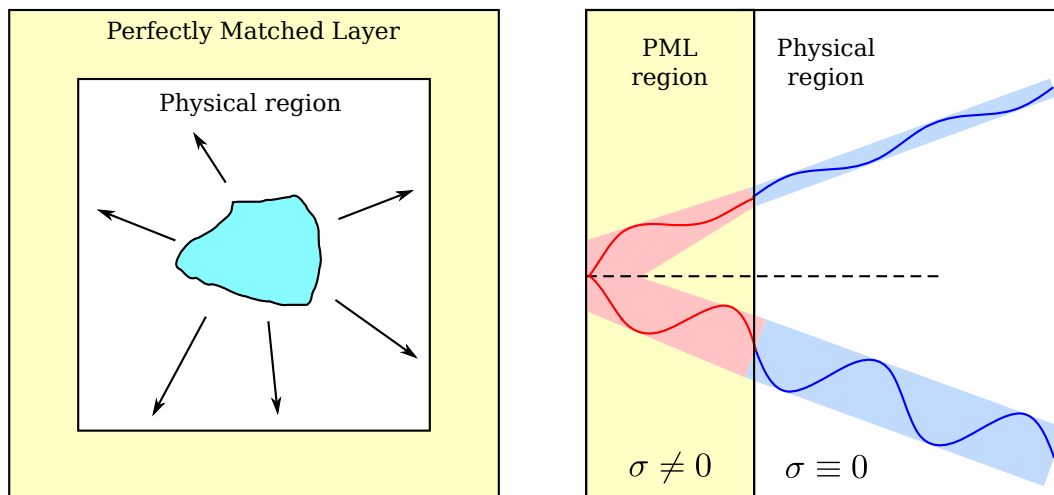 Perfectly Matched Layer
Physical region
PML
region
Physical
region
σ ≠ 0
σ ≡ 0